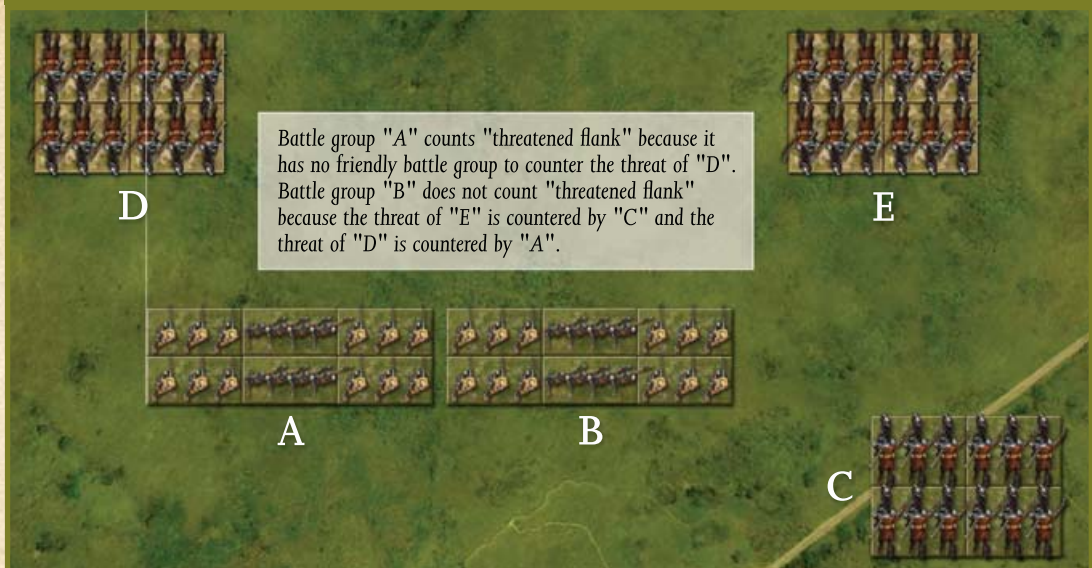 Battle group "A" counts "threatened flank" because it
has no friendly battle group to counter the threat of "D".
Battle group "B" does not count "threatened flank"
because the threat of "E" is countered by "C" and the
threat of "D" is countered by "A".
D
E
A
B
C